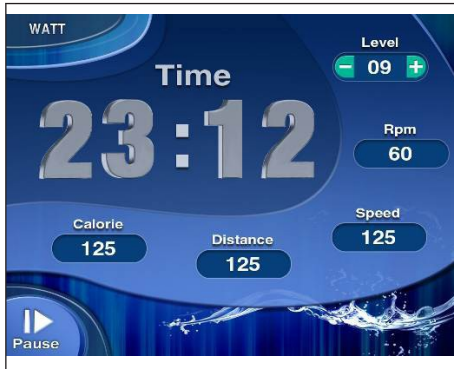 WATT
Level
09
Time
23:12
Rpm
60
Calorie
125
Distance
125
Speed
125
Pause